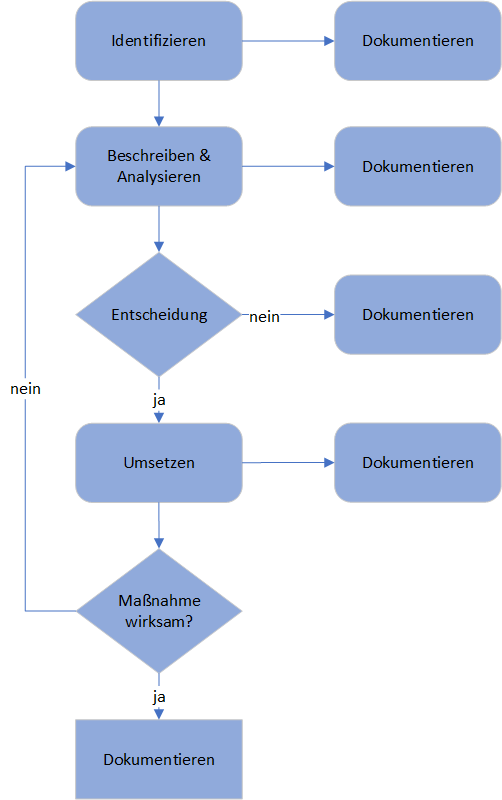 Identifizieren
Dokumentieren
Beschreiben &
Analysieren
Dokumentieren
Entscheidung
nein
Dokumentieren
nein
ja
Umsetzen
Dokumentieren
Maßnahme
wirksam?
ja
Dokumentieren